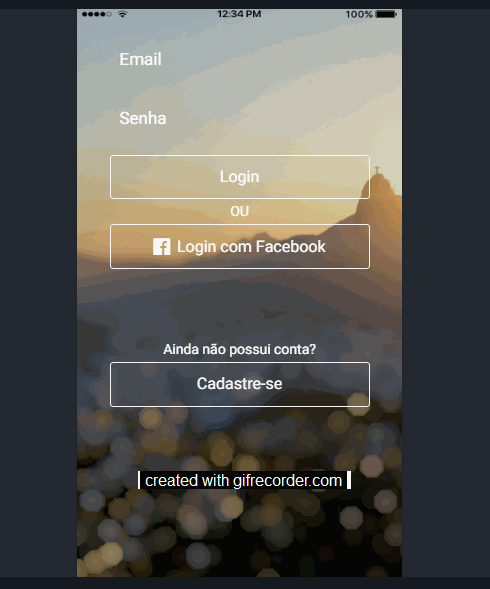 12:34 PM 100%
Email
Senha
Login
OU
Login com Facebook
Ainda não possui conta?
Cadastre-se
created with gifrecorder.com